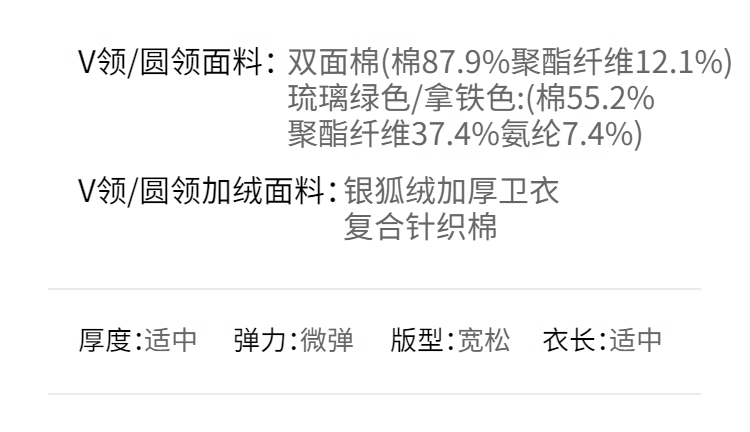 V领/圆领面料：双面棉(棉87.9%聚酯纤维12.1%)
琉璃绿色/拿铁色:(棉55.2%
聚酯纤维37.4%氨纶7.4%)
V领/圆领加绒面料：银狐绒加厚卫衣
复合针织棉
厚度：适中 弹力：微弹 版型：宽松 衣长：适中